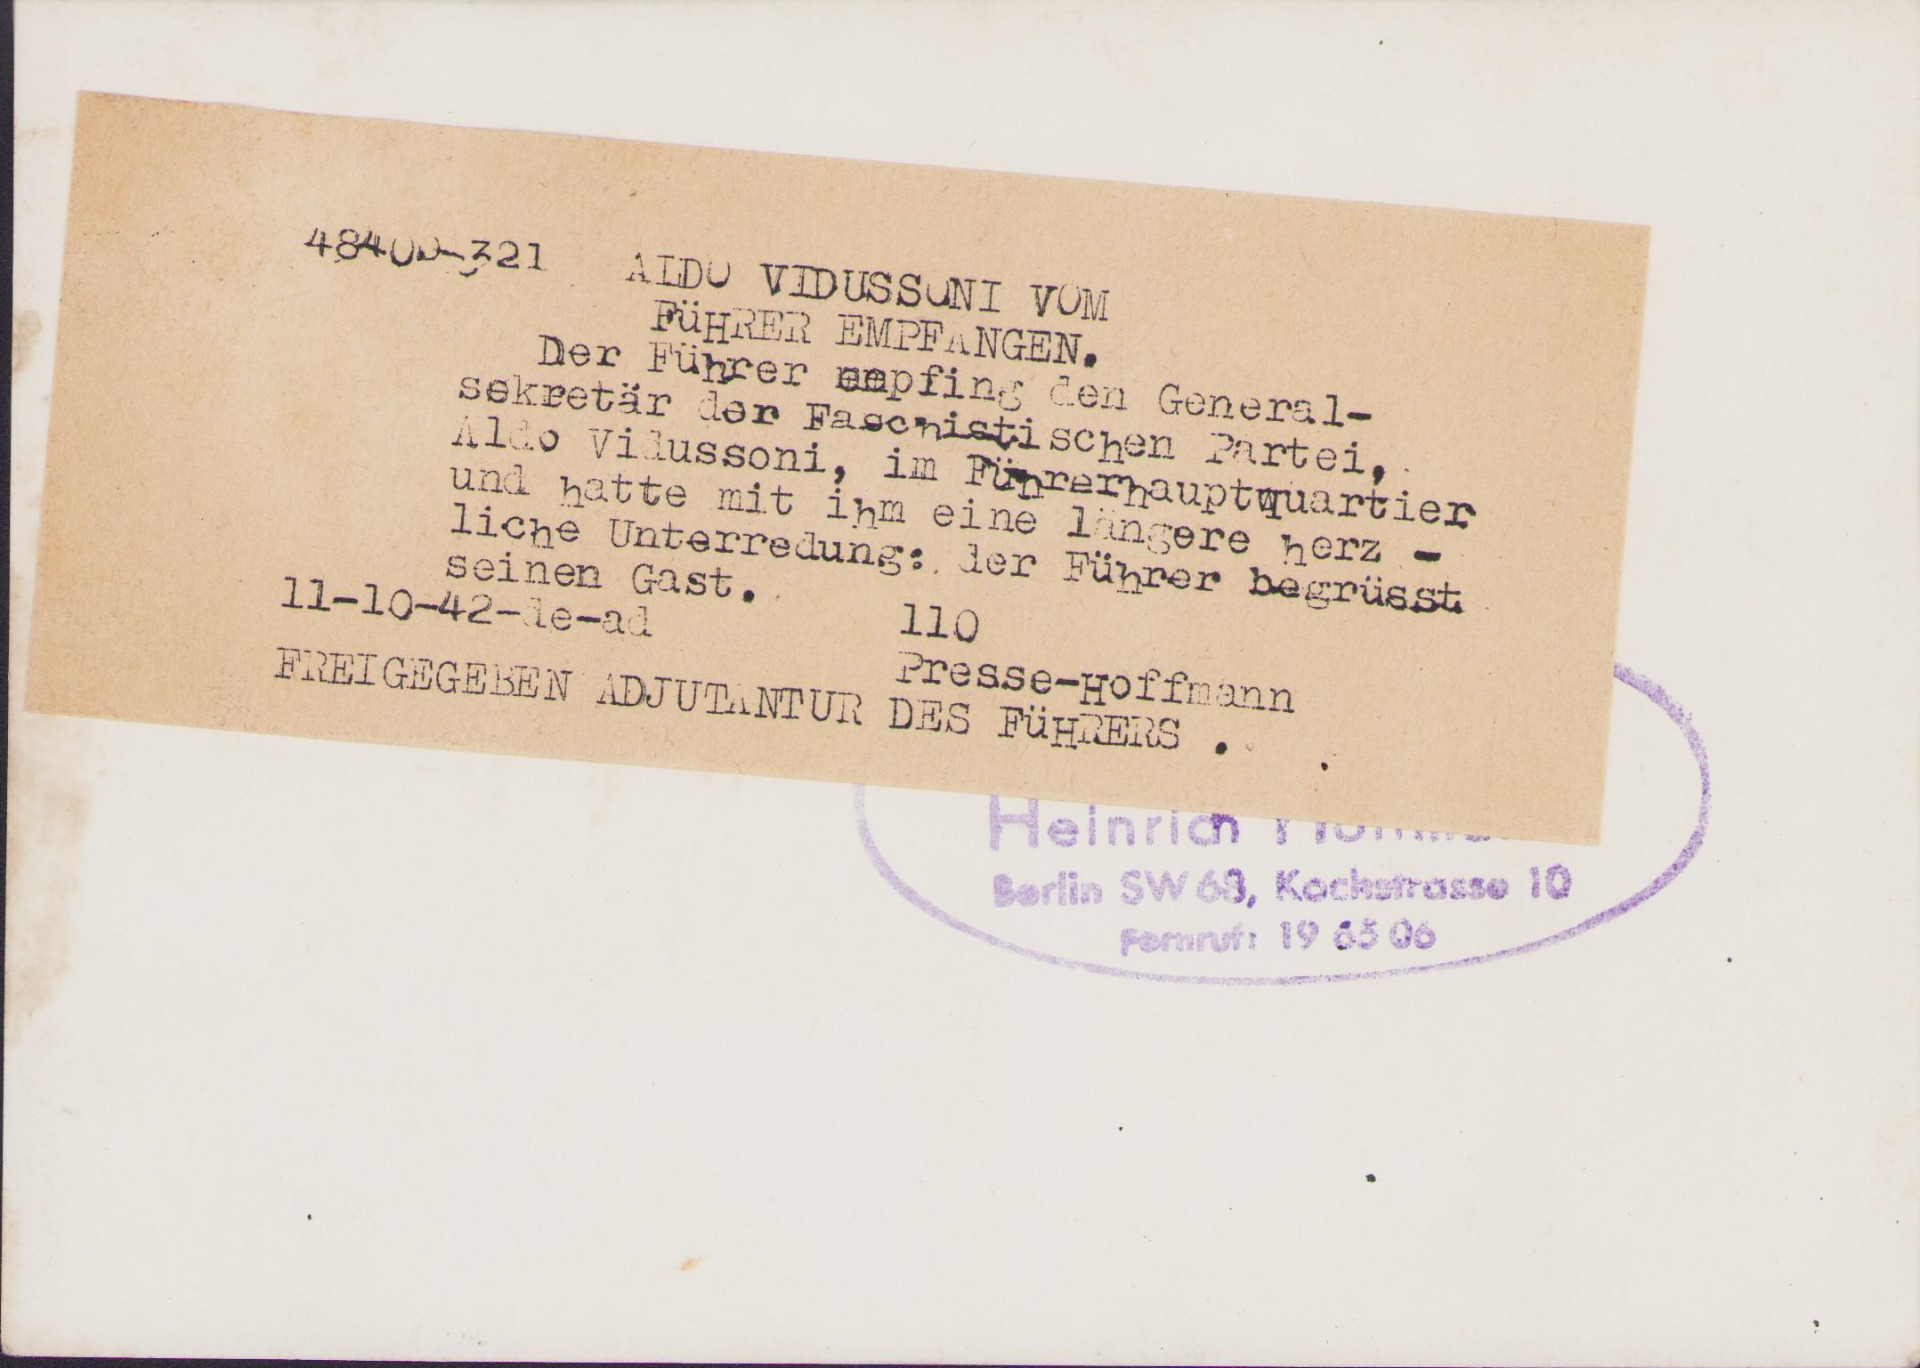 48400-321 ALDO VIDUSSONI VOM
FÜHRER EMPFANGEN.
Der Führer empfing den General-
sekretär der Faschistischen Partei,
Aldo Vidussoni, im Führerhauptquartier
und hatte mit ihm eine längere herz -
liche Unterredung: der Führer begrüsst
seinen Gast.
11-10-42-de-ad 110
Presse-Hoffmann
FREIGEGEBEN ADJUTANTUR DES FÜHRERS .
Heinrich
Berlin SW 68, Kochstrasse 10
Fernruf: 19 65 06